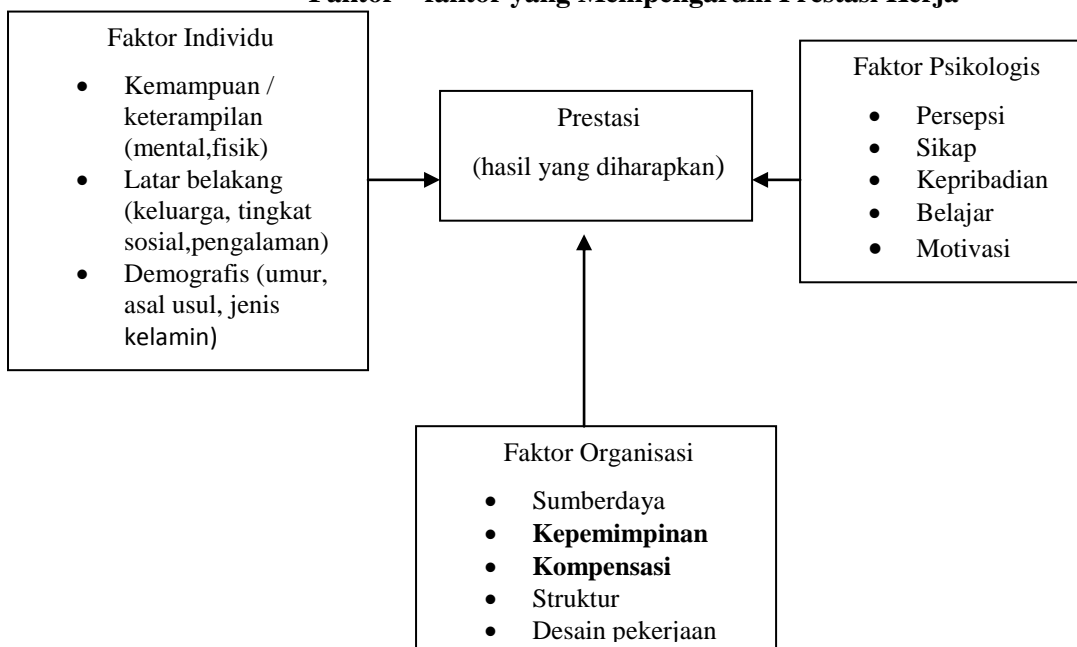 Faktor – faktor yang Mempengaruhi Prestasi Kerja
Faktor Individu
• Kemampuan /
keterampilan
(mental,fisik)
• Latar belakang
(keluarga, tingkat
sosial,pengalaman)
• Demografis (umur,
asal usul, jenis
kelamin)
Prestasi
(hasil yang diharapkan)
Faktor Psikologis
• Persepsi
• Sikap
• Kepribadian
• Belajar
• Motivasi
Faktor Organisasi
• Sumberdaya
• Kepemimpinan
• Kompensasi
• Struktur
• Desain pekerjaan